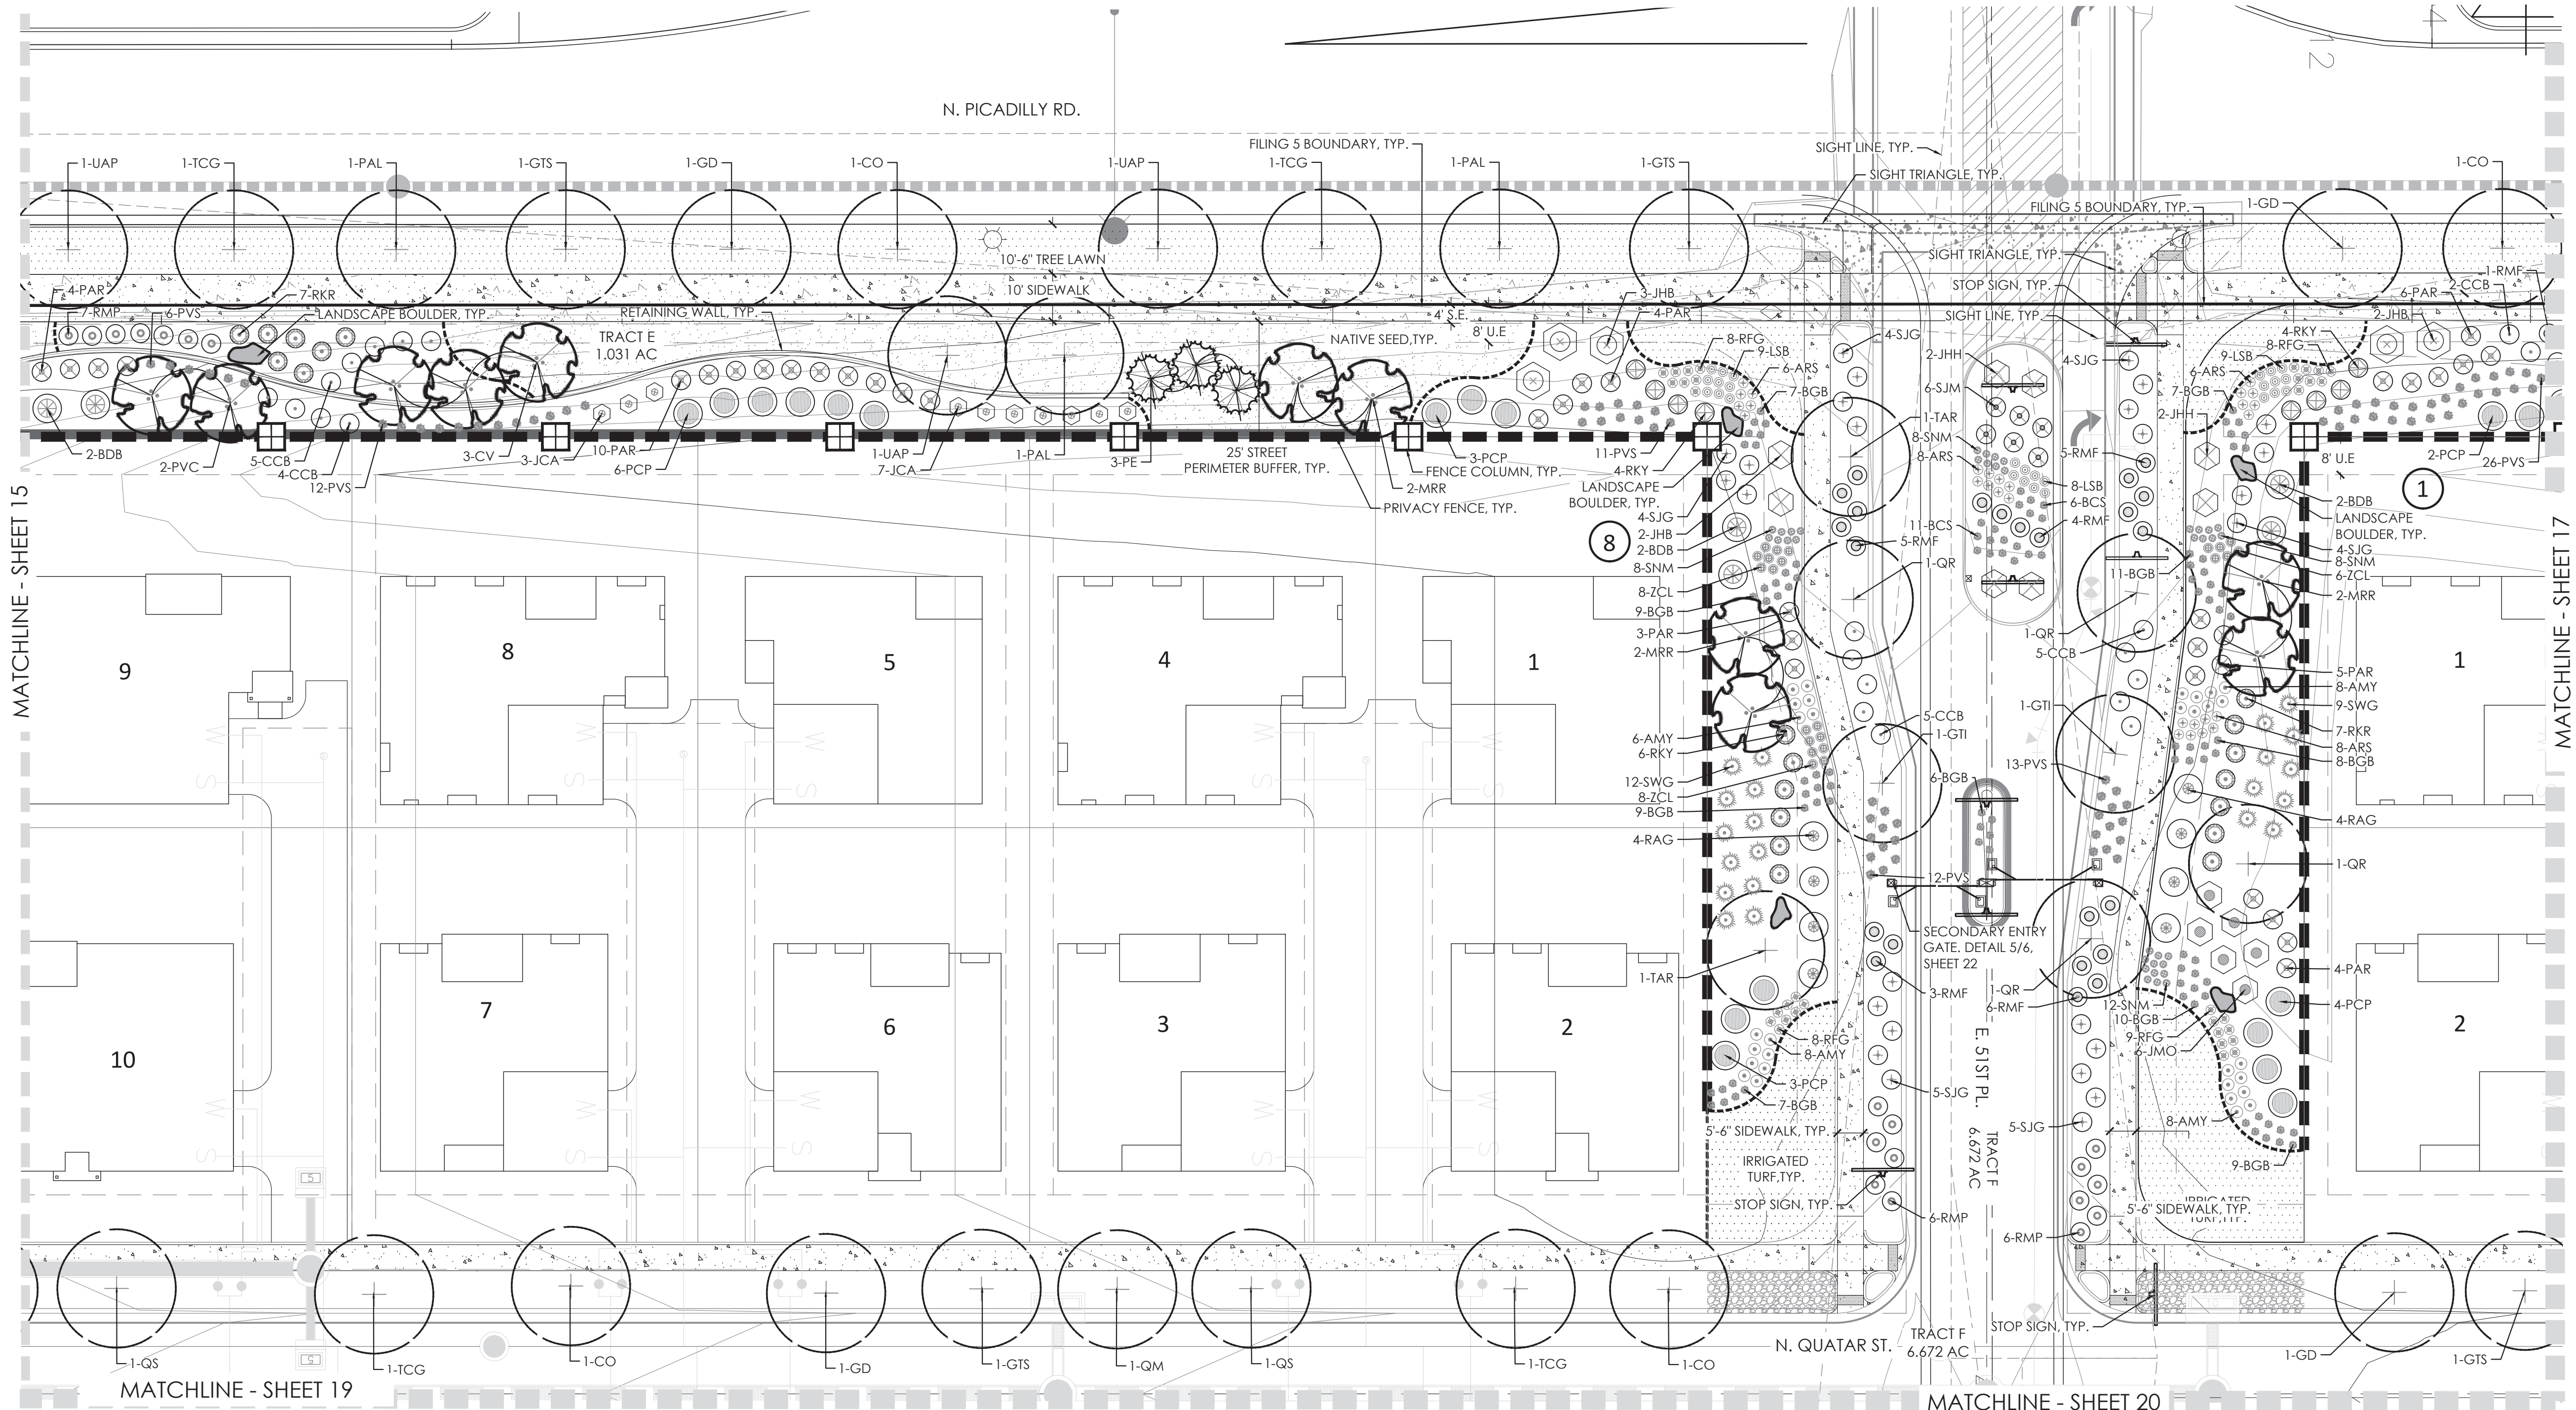 N. PICADILLY RD.
FILING 5 BOUNDARY, TYP.
SIGHT LINE, TYP.
1-UAP
1-TCG
1-PAL
1-GTS
1-GD
1-CO
1-UAP
1-TCG
1-PAL
1-GTS
1-CO
SIGHT TRIANGLE, TYP.
FILING 5 BOUNDARY, TYP.
1-GD
SIGHT TRIANGLE, TYP.
10'-6" TREE LAWN
10' SIDEWALK
STOP SIGN, TYP.
SIGHT LINE, TYP.
1-RMF
2-CCB
6-PAR
2-JHB
4-PAR
7-RMP
6-PVS
7-RKR
LANDSCAPE BOULDER, TYP.
RETAINING WALL, TYP.
TRACT E
1.031 AC
4' S.E.
8' U.E
NATIVE SEED,TYP.
3-JHB
4-PAR
8-RFG
9-LSB
6-ARS
7-BGB
4-SJG
2-JHH
6-SJM
4-SJG
4-RKY
8-RFG
9-LSB
6-ARS
7-BGB
2-JHH
1-TAR
8-SNM
8-ARS
5-RMF
2-BDB
2-PVC
5-CCB
4-CCB
12-PVS
3-CV
3-JCA
10-PAR
6-PCP
1-UAP
7-JCA
1-PAL
3-PE
25' STREET
PERIMETER BUFFER, TYP.
3-PCP
FENCE COLUMN, TYP.
2-MRR
PRIVACY FENCE, TYP.
11-PVS
4-RKY
LANDSCAPE
BOULDER, TYP.
4-SJG
2-JHB
2-BDB
8-SNM
8-ZCL
9-BGB
3-PAR
2-MRR
6-AMY
6-RKY
12-SWG
8-ZCL
9-BGB
4-RAG
1-TAR
8
8-LSB
6-BCS
4-RMF
11-BCS
5-RMF
1-QR
8' U.E
2-PCP
26-PVS
1
2-BDB
LANDSCAPE
BOULDER, TYP.
4-SJG
8-SNM
6-ZCL
2-MRR
11-BGB
1-QR
5-CCB
5-PAR
8-AMY
9-SWG
7-RKR
8-ARS
8-BGB
1-GTI
13-PVS
5-CCB
1-GTI
6-BGB
4-RAG
1-QR
12-PVS
SECONDARY ENTRY
GATE. DETAIL 5/6,
SHEET 22
3-RMF
1-QR
6-RMF
4-PAR
4-PCP
12-SNM
10-BGB
9-RFG
6-JMO
8-RFG
8-AMY
3-PCP
7-BGB
5-SJG
5-SJG
8-AMY
9-BGB
E. 51ST PL.
TRACT F
6.672 AC
5'-6" SIDEWALK, TYP.
IRRIGATED
TURF,TYP.
STOP SIGN, TYP.
6-RMP
6-RMP
5'-6" SIDEWALK, TYP.
9
8
5
4
1
1
10
7
6
3
2
2
1-QS
1-TCG
1-CO
1-GD
1-GTS
1-QM
1-QS
1-TCG
1-CO
N. QUATAR ST.
TRACT F
6.672 AC
STOP SIGN, TYP.
1-GD
1-GTS
MATCHLINE - SHEET 15
MATCHLINE - SHEET 17
MATCHLINE - SHEET 19
MATCHLINE - SHEET 20